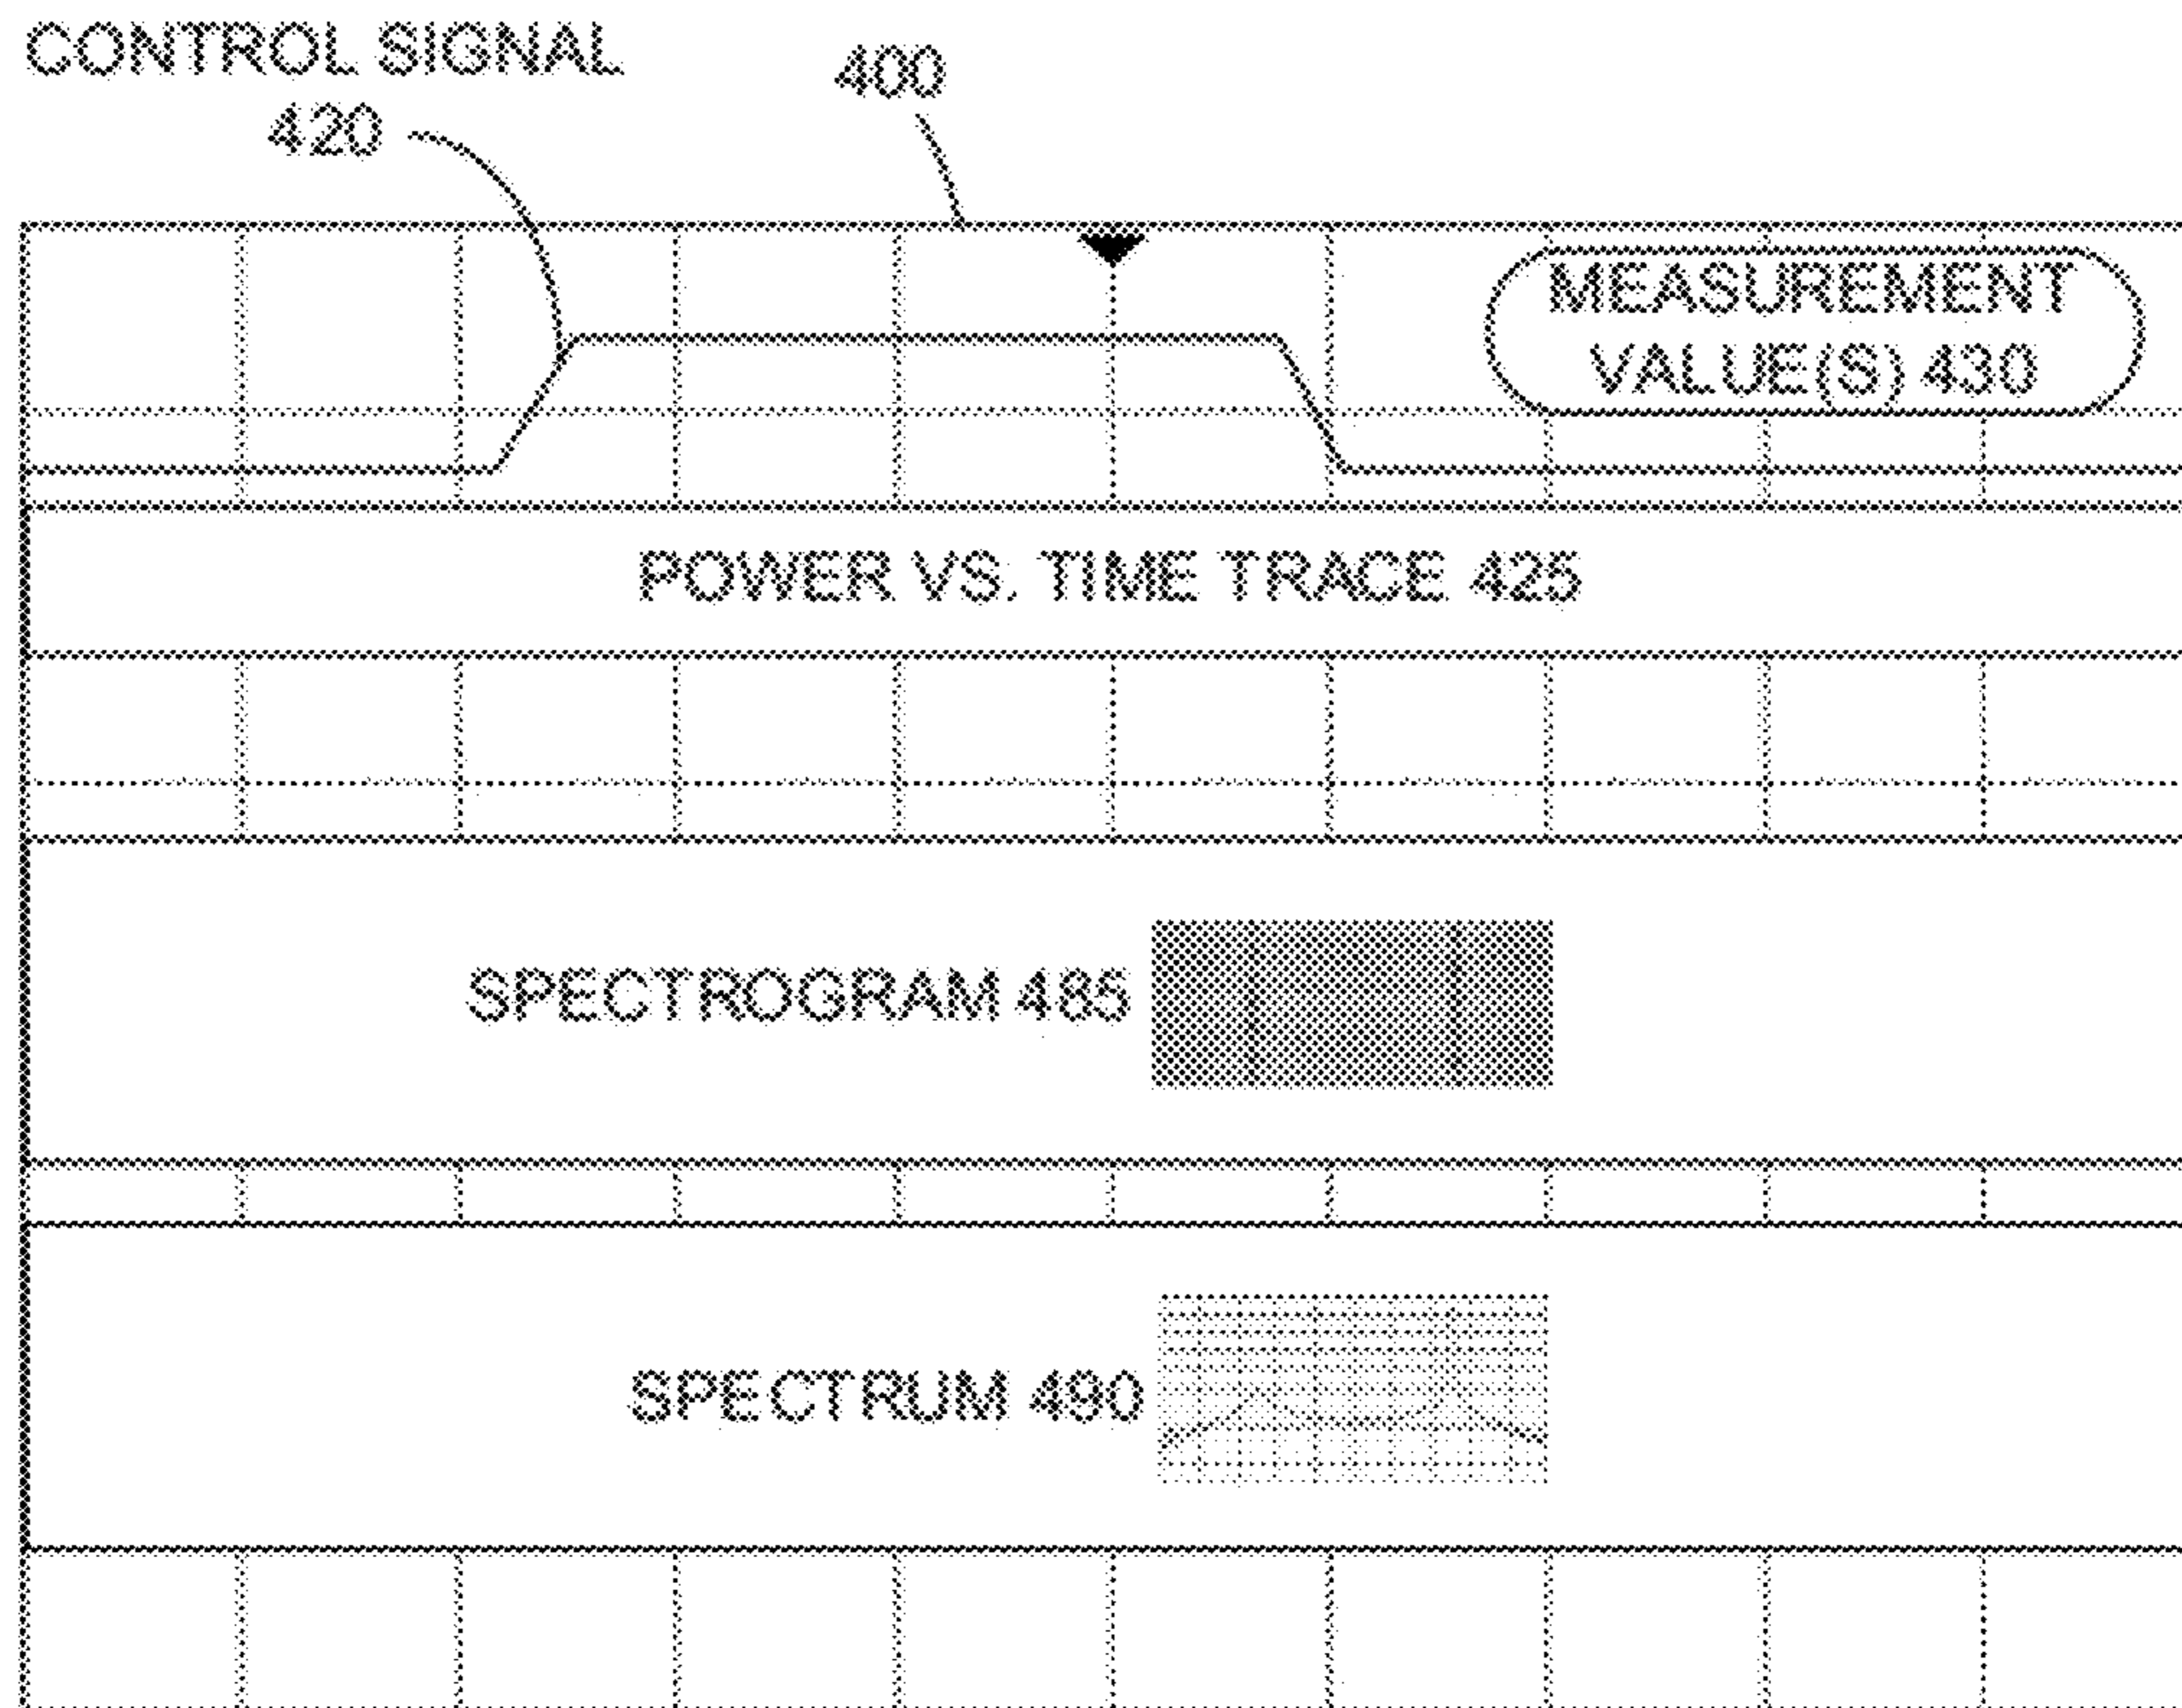 CONTROL SIGNAL
420
400
MEASUREMENT
VALUE(S) 430
POWER VS. TIME TRACE 425
SPECTROGRAM 485
SPECTRUM 490